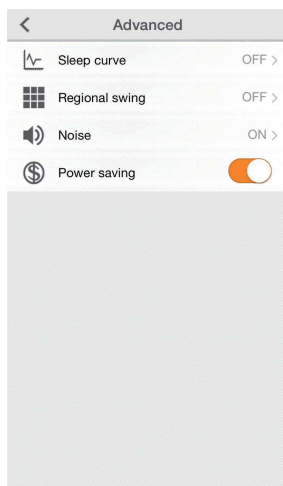 Advanced
Sleep curve OFF
Regional swing OFF
Noise ON
Power saving